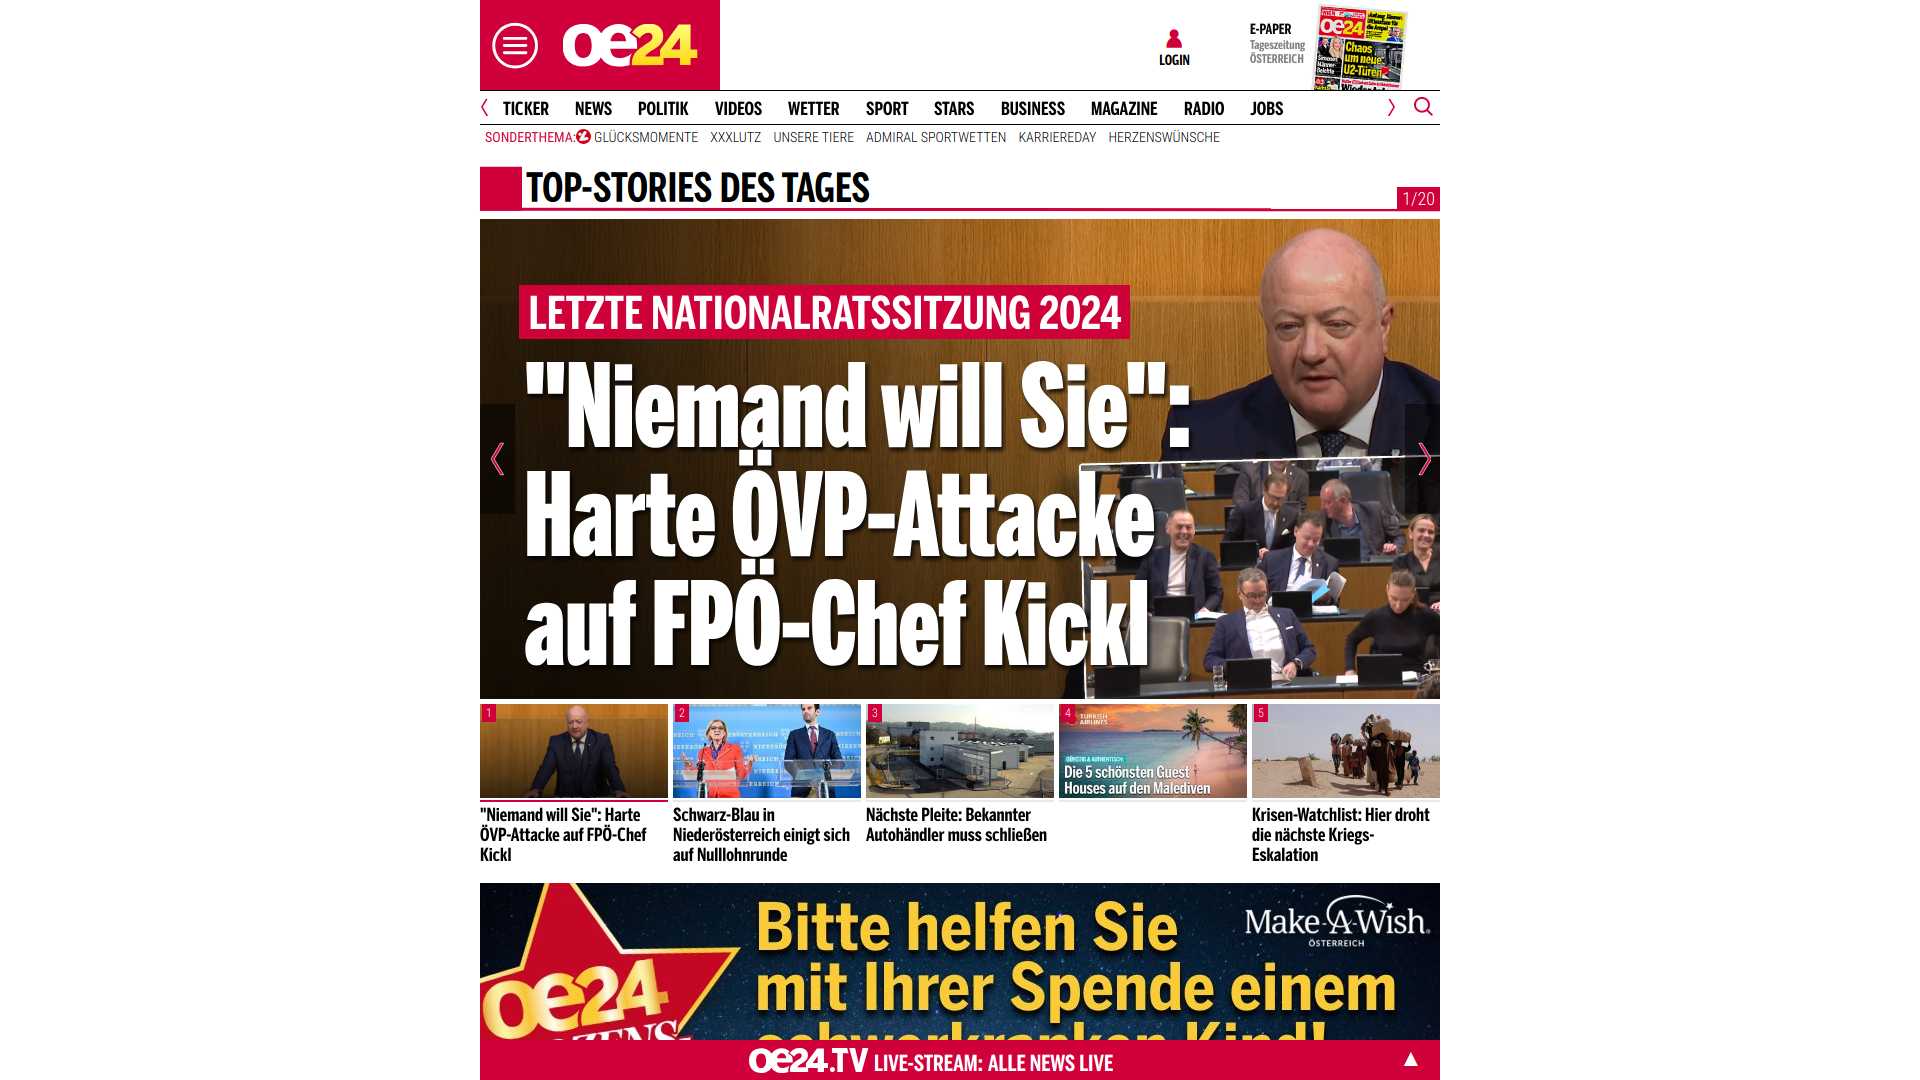 oe24
LOGIN
E-PAPER
Tageszeitung
ÖSTERREICH
oe24
Chaos
um neue
U2-Türen
TICKER NEWS POLITIK VIDEOS WETTER SPORT STARS BUSINESS MAGAZINE RADIO JOBS
SONDERTHEMA: GLÜCKSMOMENTE XXXLUTZ UNSERE TIERE ADMIRAL SPORTWETTEN KARRIEREDAY HERZENSWÜNSCHE
TOP-STORIES DES TAGES
1/20
LETZTE NATIONALRATSSITZUNG 2024
"Niemand will Sie":
Harte ÖVP-Attacke
auf FPÖ-Chef Kickl
1
2
3
4
5
TURKISH
AIRLINES
GÜNSTIG & AUTHENTISCH:
Die 5 schönsten Guest
Houses auf den Malediven
"Niemand will Sie": Harte
ÖVP-Attacke auf FPÖ-Chef
Kickl
Schwarz-Blau in
Niederösterreich einigt sich
auf Nulllohnrunde
Nächste Pleite: Bekannter
Autohändler muss schließen
Krisen-Watchlist: Hier droht
die nächste Kriegs-
Eskalation
oe24
Bitte helfen Sie
mit Ihrer Spende einem
schwerkranken Kind!
Make-A-Wish
ÖSTERREICH
oe24.TV LIVE-STREAM: ALLE NEWS LIVE